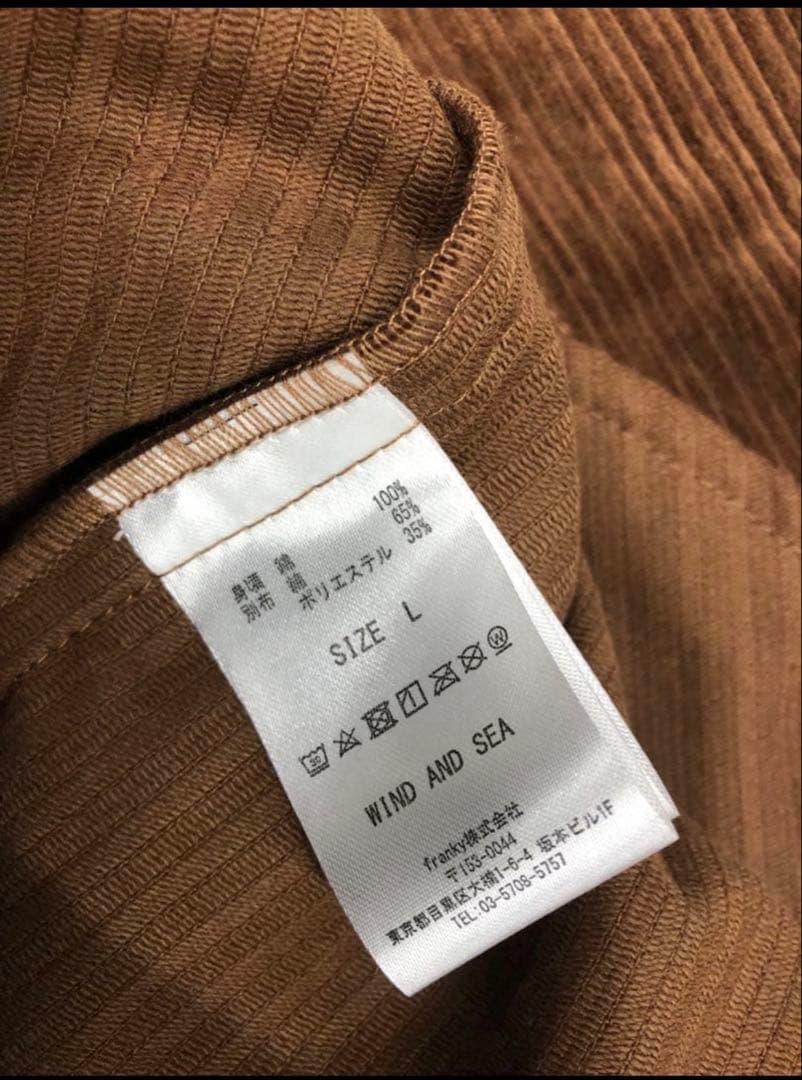 身頃 綿 100%
別布 綿 65%
ポリエステル 35%
SIZE L
30 W
WIND AND SEA
franky株式会社
〒153-0044
東京都目黒区大橋1-6-4 坂本ビル1F
TEL:03-5708-5757